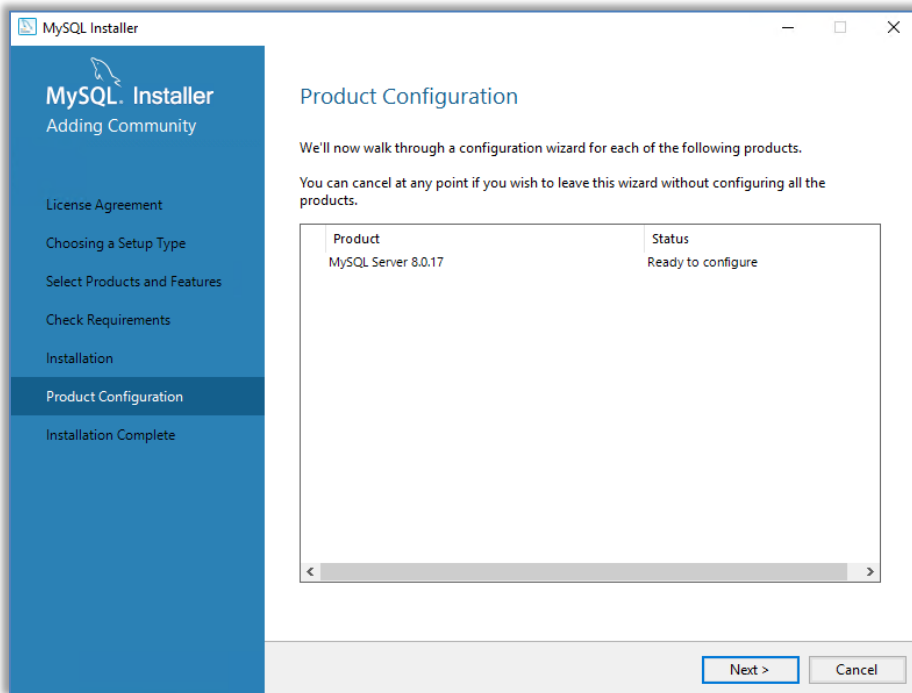 MySQL Installer
MySQL. Installer
Adding Community
License Agreement
Choosing a Setup Type
Select Products and Features
Check Requirements
Installation
Product Configuration
Installation Complete
Product Configuration
We'll now walk through a configuration wizard for each of the following products.
You can cancel at any point if you wish to leave this wizard without configuring all the
products.
Product Status
MySQL Server 8.0.17 Ready to configure
Next > Cancel